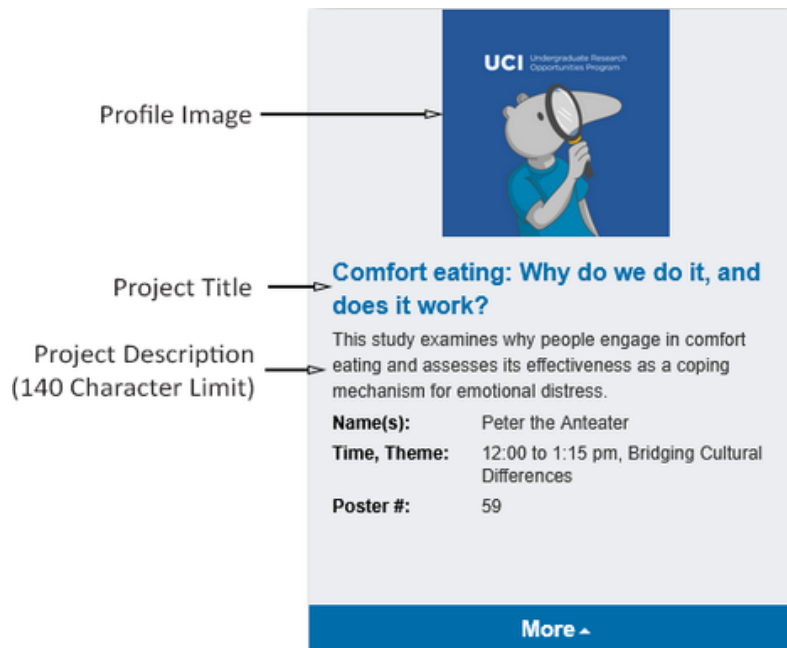 UCI Undergraduate Research
Opportunities Program
Profile Image
Project Title
Comfort eating: Why do we do it, and
does it work?
Project Description
(140 Character Limit)
This study examines why people engage in comfort
eating and assesses its effectiveness as a coping
mechanism for emotional distress.
Name(s): Peter the Anteater
Time, Theme: 12:00 to 1:15 pm, Bridging Cultural
Differences
Poster #: 59
More